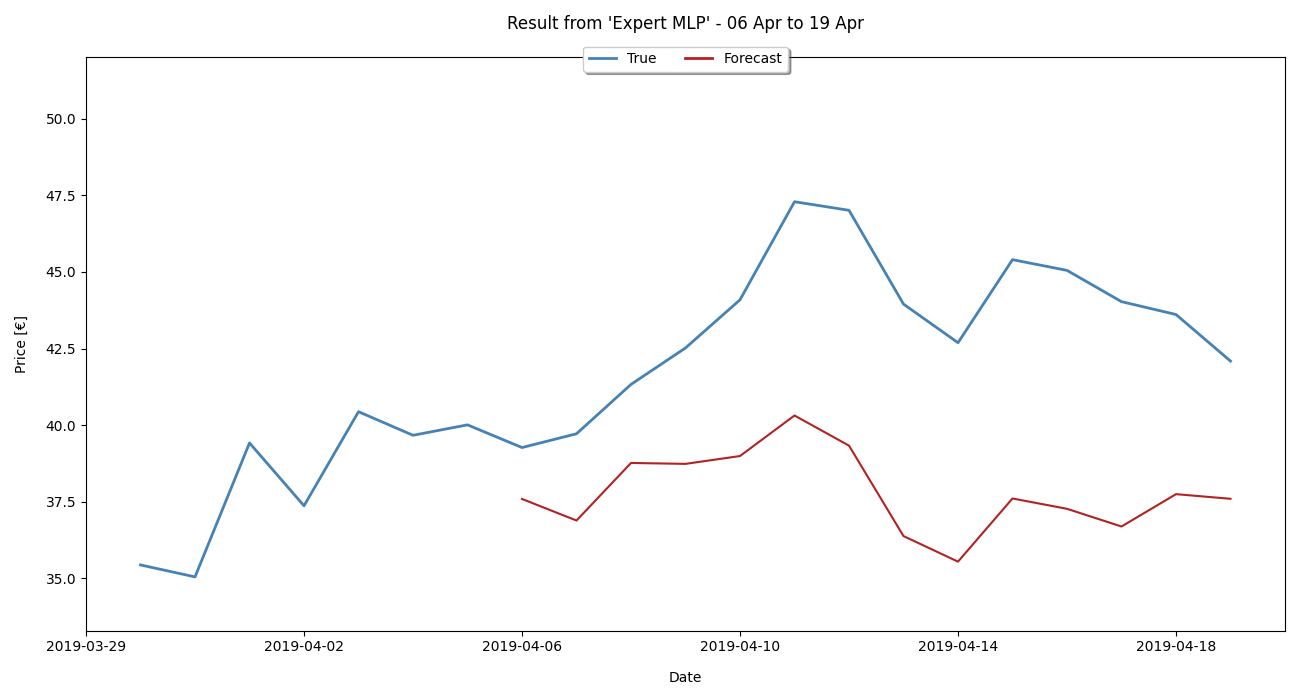 Result from 'Expert MLP' - 06 Apr to 19 Apr
True Forecast
50.0
47.5
45.0
42.5
40.0
37.5
35.0
Price [€]
2019-03-29 2019-04-02 2019-04-06 2019-04-10 2019-04-14 2019-04-18
Date